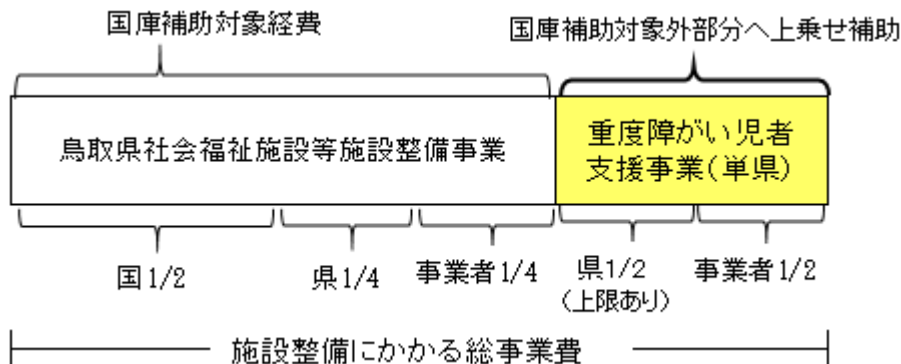 国庫補助対象経費
国庫補助対象外部分へ上乗せ補助
鳥取県社会福祉施設等施設整備事業
重度障がい児者
支援事業(単県)
国1/2
県1/4
事業者1/4
県1/2
(上限あり)
事業者1/2
施設整備にかかる総事業費